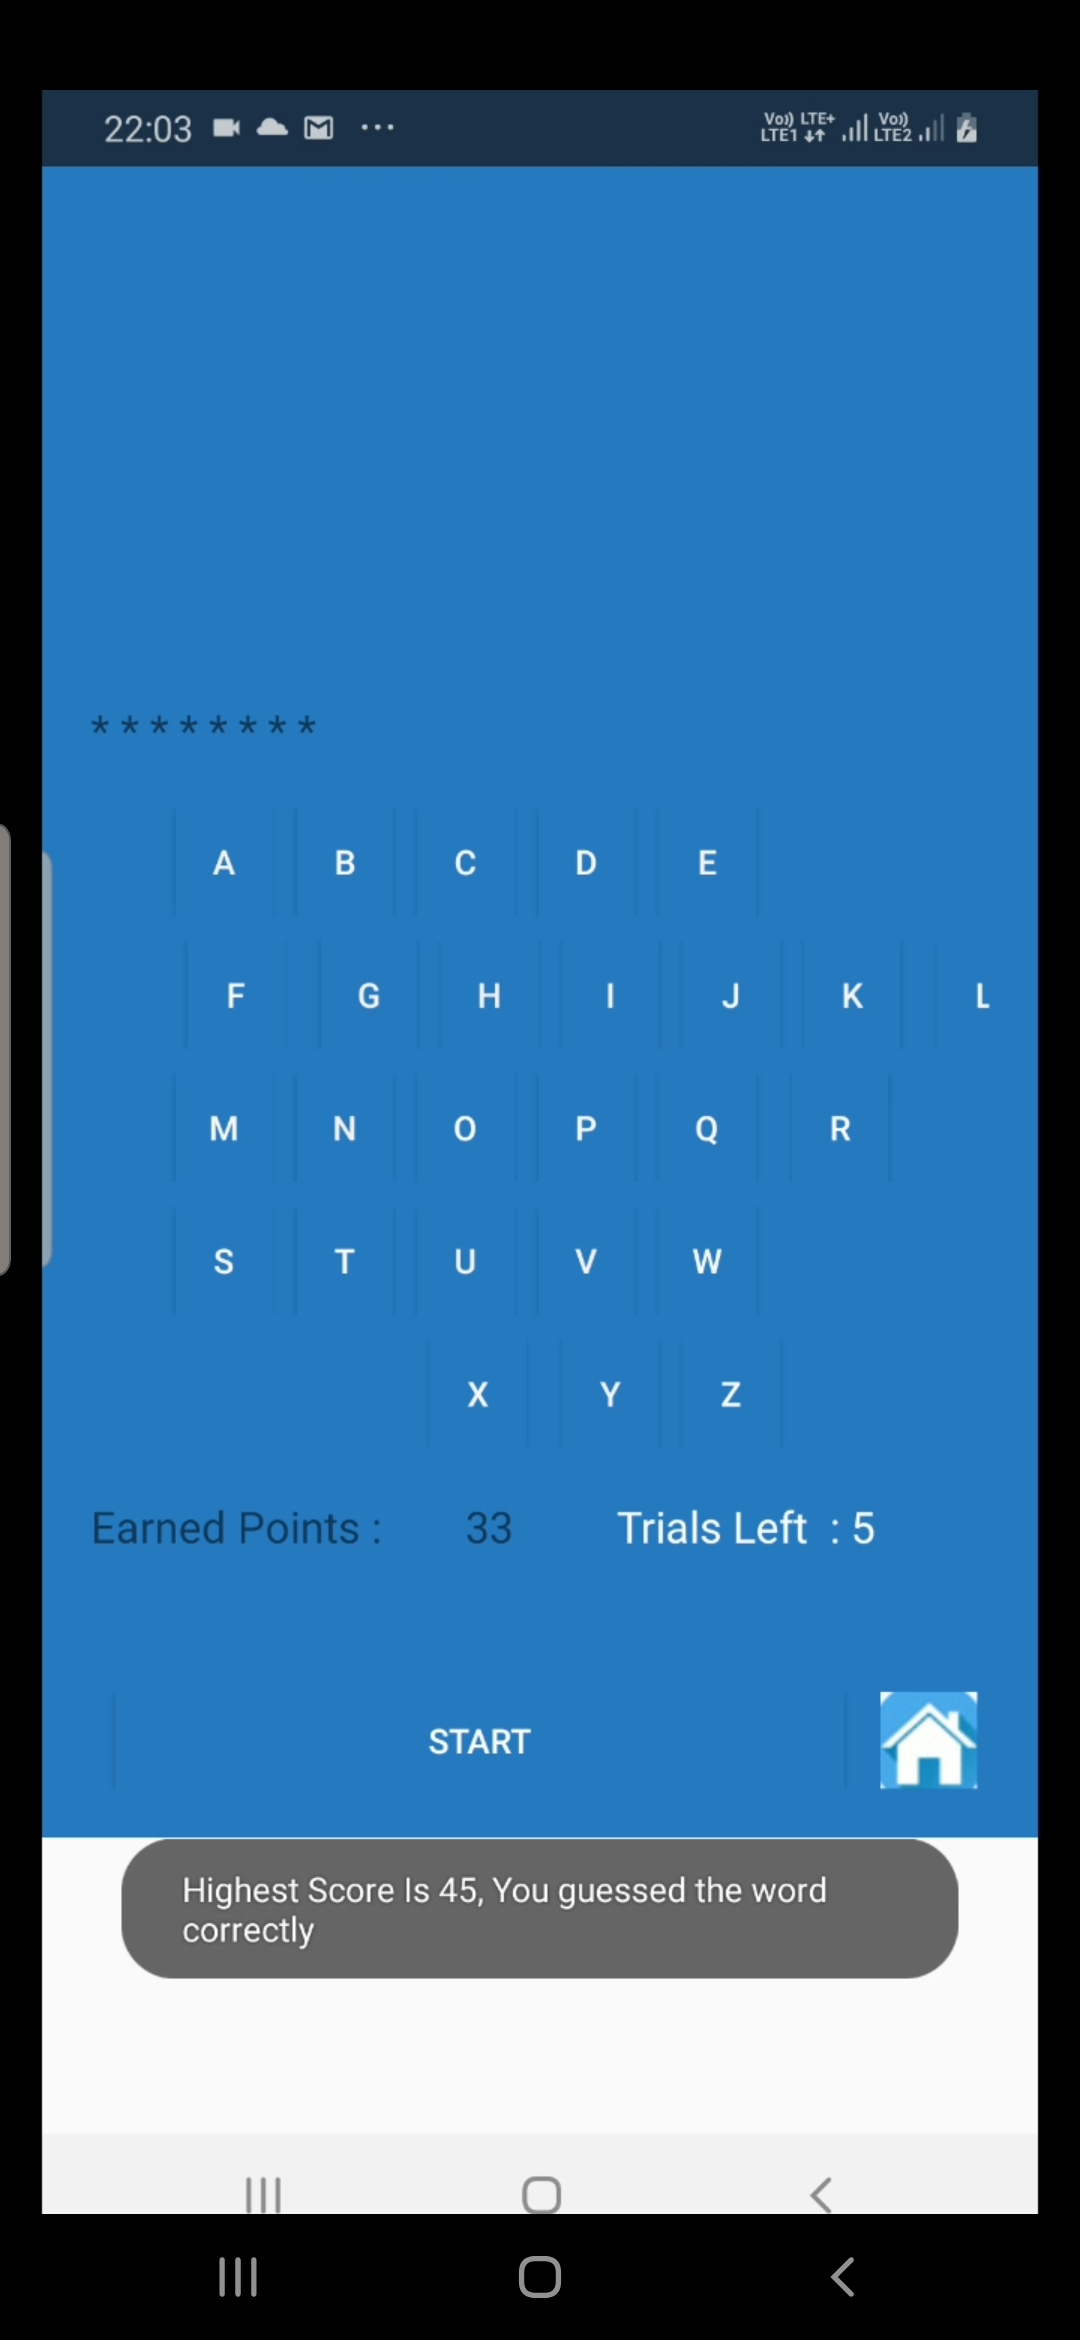 22:03 ... Vo)) LTE+ LTE1 Vo)) LTE2
* * * * * * * *
A B C D E
F G H I J K L
M N O P Q R
S T U V W
X Y Z
Earned Points : 33 Trials Left : 5
START
Highest Score Is 45, You guessed the word
correctly